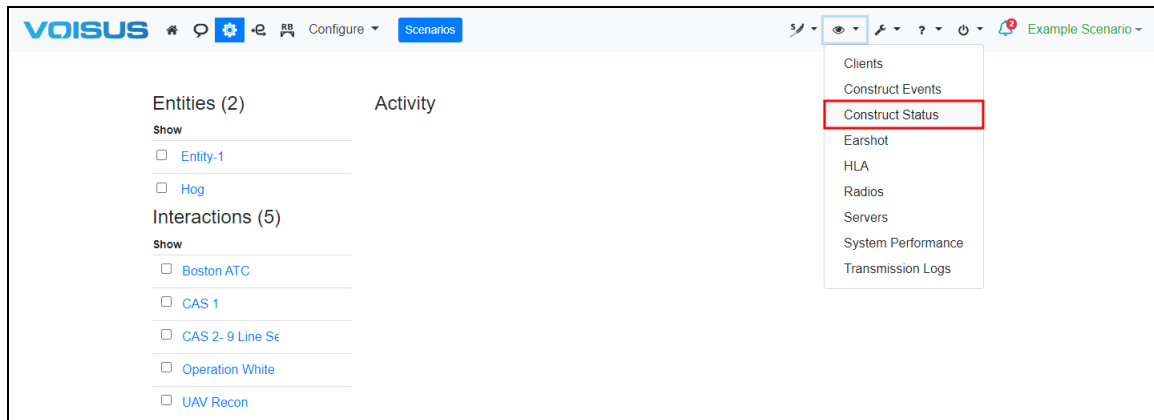 VOISUS RB Configure Scenarios S ? 2 Example Scenario
Clients
Construct Events
Construct Status
Earshot
HLA
Radios
Servers
System Performance
Transmission Logs
Entities (2)
Show
Entity-1
Hog
Interactions (5)
Show
Boston ATC
CAS 1
CAS 2- 9 Line Se
Operation White
UAV Recon
Activity